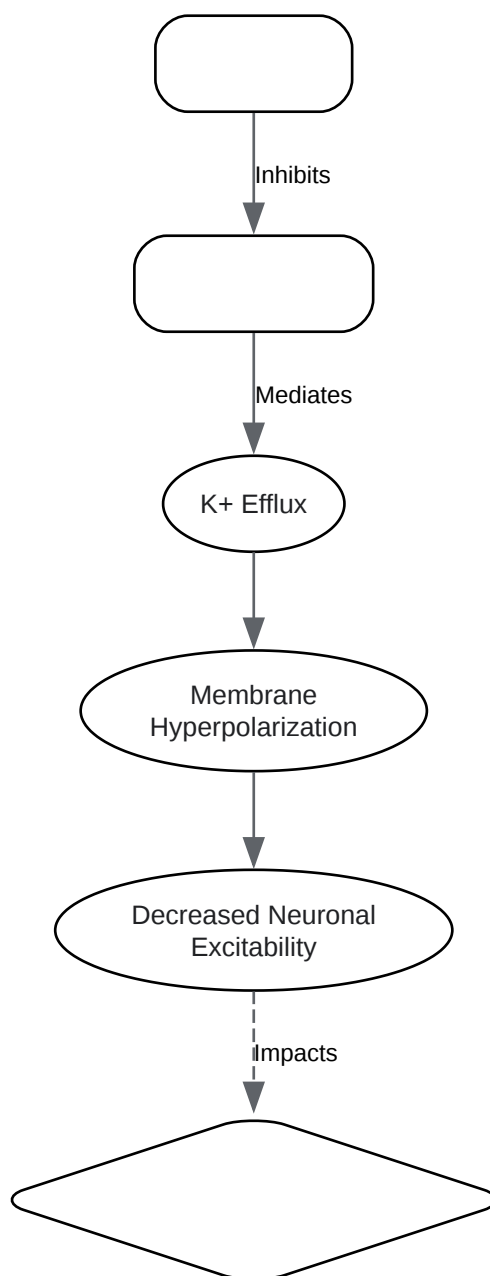 Inhibits
Mediates
K+ Efflux
Membrane
Hyperpolarization
Decreased Neuronal
Excitability
Impacts